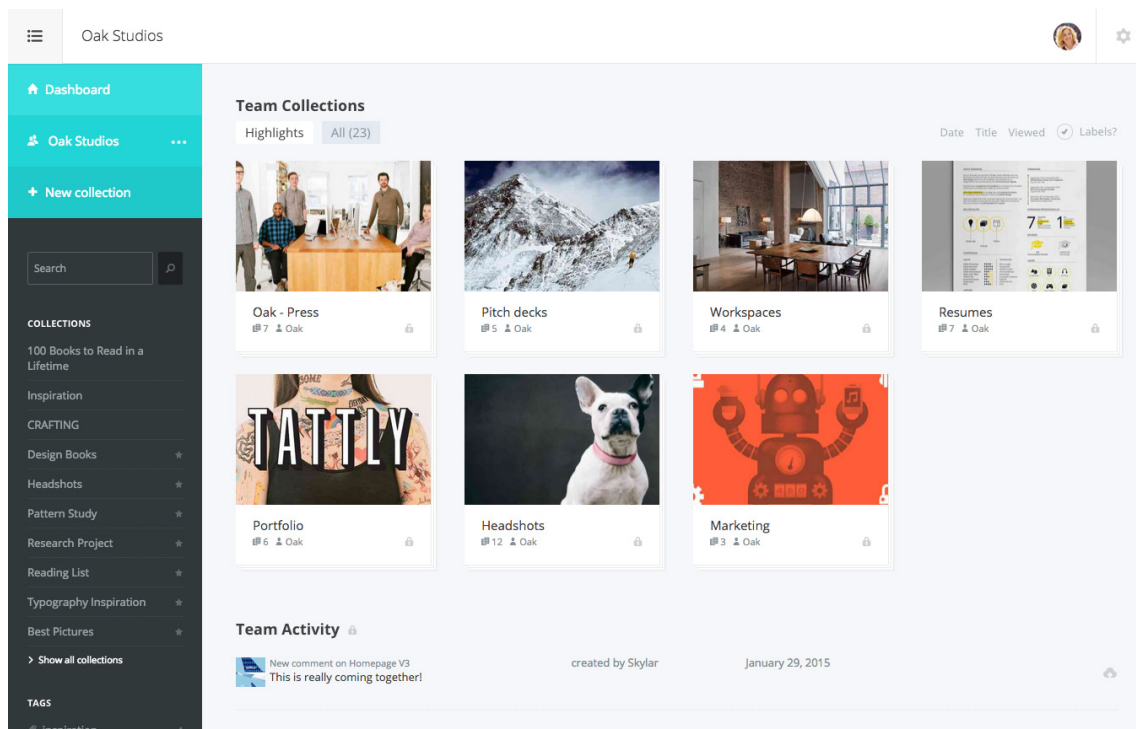 Oak Studios
Dashboard
Oak Studios
New collection
Search
COLLECTIONS
100 Books to Read in a
Lifetime
Inspiration
CRAFTING
Design Books
Headshots
Pattern Study
Research Project
Reading List
Typography Inspiration
Best Pictures
Show all collections
TAGS
inspiration
Team Collections
Highlights
All (23)
Date Title Viewed Labels?
Oak - Press
7 Oak
Pitch decks
5 Oak
Workspaces
4 Oak
Resumes
7 Oak
TATTLY
Portfolio
6 Oak
Headshots
12 Oak
Marketing
3 Oak
Team Activity
New comment on Homepage V3
This is really coming together!
created by Skylar
January 29, 2015